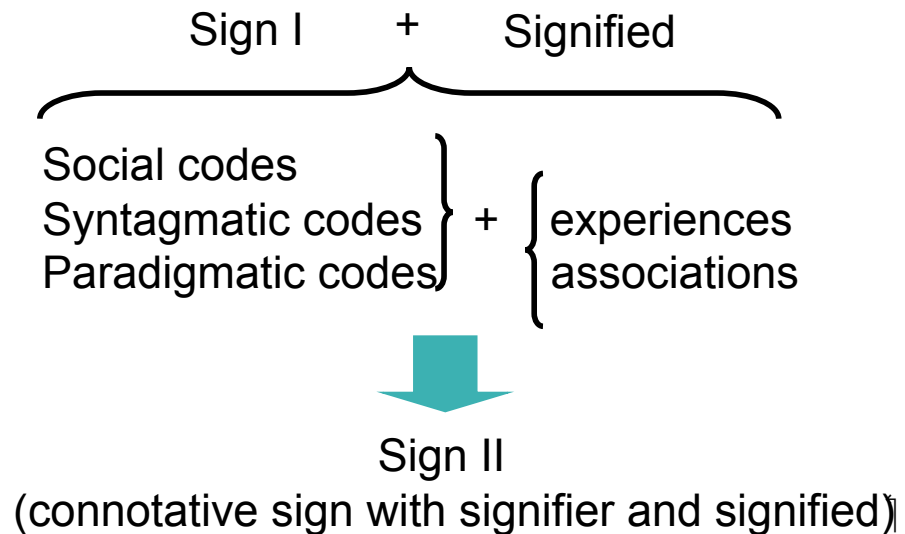 Sign I + Signified
Social codes
Syntagmatic codes + experiences
Paradigmatic codes associations
Sign II
(connotative sign with signifier and signified)